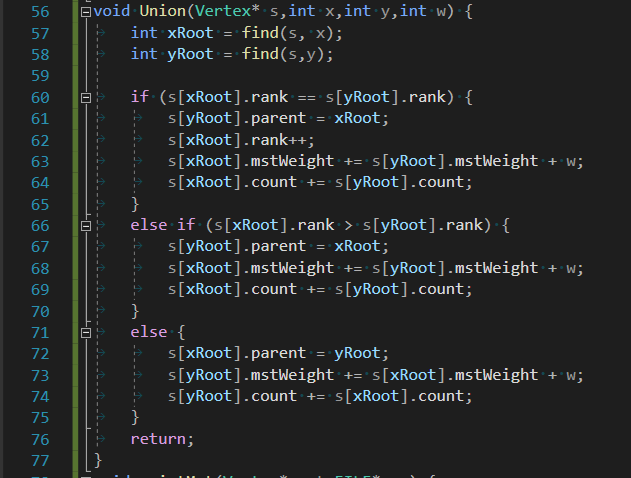 56 void Union(Vertex* s,int x,int y,int w) {
57 int xRoot = find(s, x);
58 int yRoot = find(s,y);
59
60 if (s[xRoot].rank == s[yRoot].rank) {
61 s[yRoot].parent = xRoot;
62 s[xRoot].rank++;
63 s[xRoot].mstWeight += s[yRoot].mstWeight + w;
64 s[xRoot].count += s[yRoot].count;
65 }
66 else if (s[xRoot].rank > s[yRoot].rank) {
67 s[yRoot].parent = xRoot;
68 s[xRoot].mstWeight += s[yRoot].mstWeight + w;
69 s[xRoot].count += s[yRoot].count;
70 }
71 else {
72 s[xRoot].parent = yRoot;
73 s[yRoot].mstWeight += s[xRoot].mstWeight + w;
74 s[yRoot].count += s[xRoot].count;
75 }
76 return;
77 }